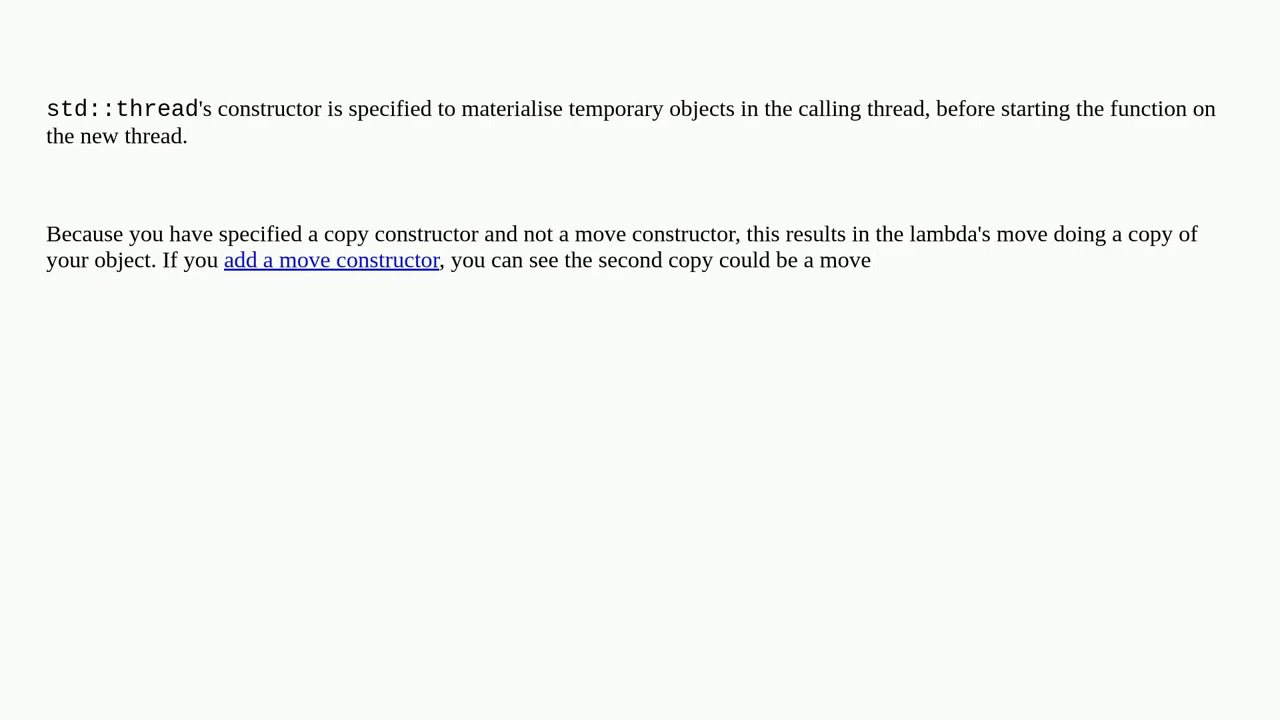 std::thread's constructor is specified to materialise temporary objects in the calling thread, before starting the function on
the new thread.
Because you have specified a copy constructor and not a move constructor, this results in the lambda's move doing a copy of
your object. If you add a move constructor, you can see the second copy could be a move